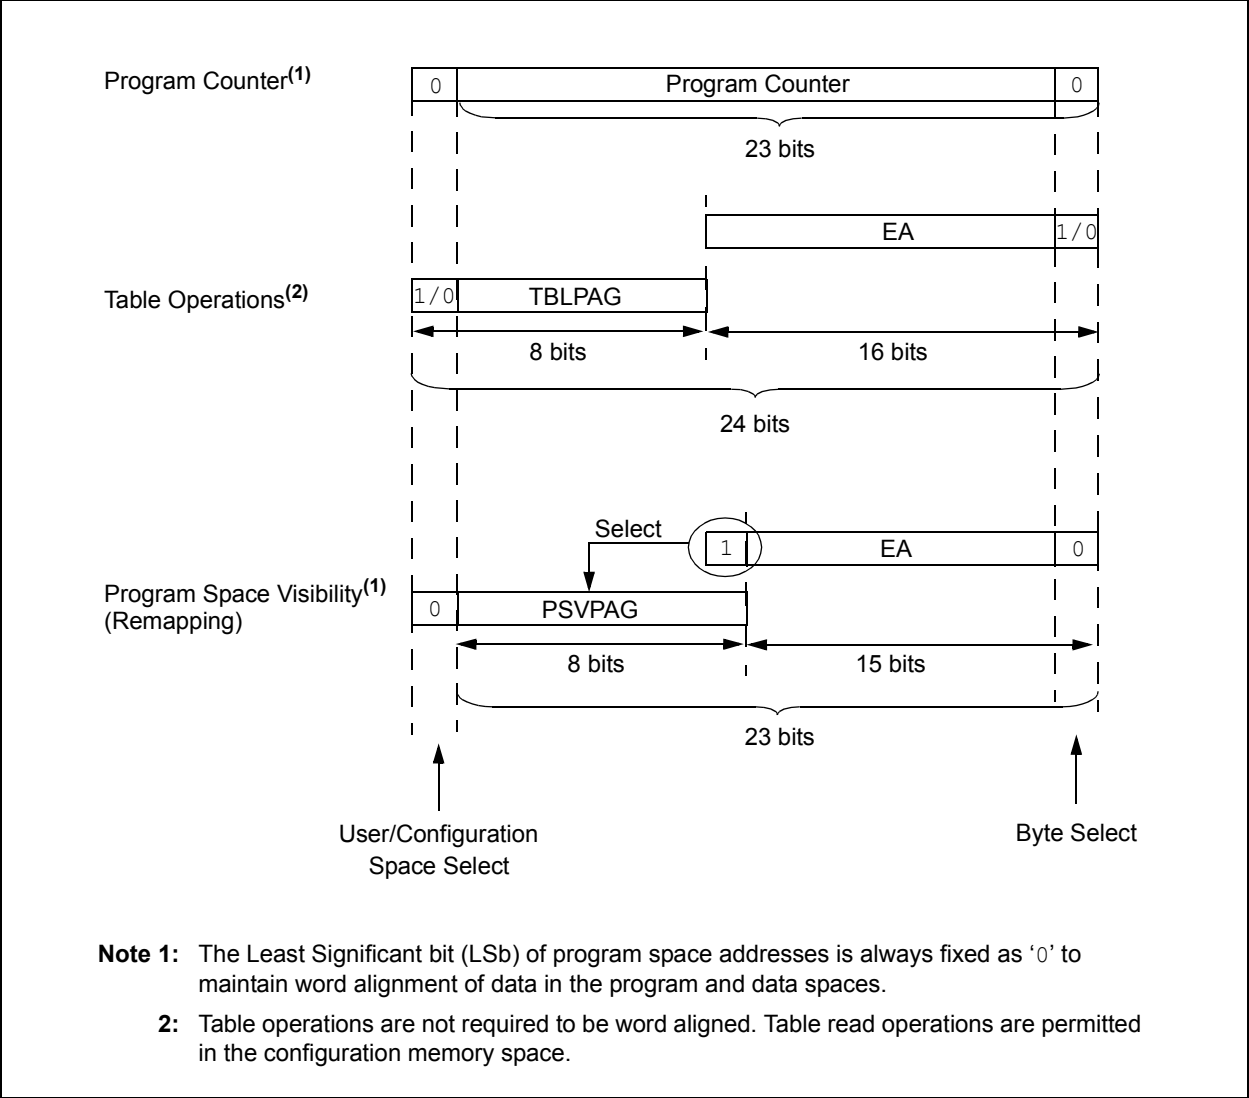 Program Counter(1)
0 Program Counter 0
23 bits
EA 1/0
Table Operations(2)
1/0 TBLPAG
8 bits 16 bits
24 bits
Select
1 EA 0
Program Space Visibility(1)
(Remapping)
0 PSVPAG
8 bits 15 bits
23 bits
User/Configuration
Space Select
Byte Select
Note 1: The Least Significant bit (LSb) of program space addresses is always fixed as ‘0’ to
maintain word alignment of data in the program and data spaces.
2: Table operations are not required to be word aligned. Table read operations are permitted
in the configuration memory space.